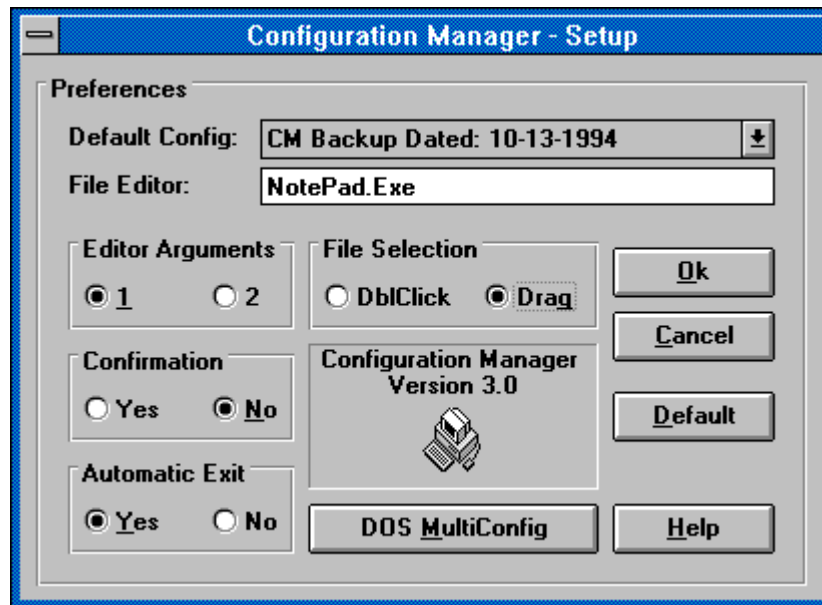 Configuration Manager - Setup
Preferences
Default Config: CM Backup Dated: 10-13-1994
File Editor: NotePad.Exe
Editor Arguments
1 2
File Selection
DblClick Drag
Ok
Cancel
Confirmation
Yes No
Configuration Manager
Version 3.0
Default
Automatic Exit
Yes No
DOS MultiConfig
Help